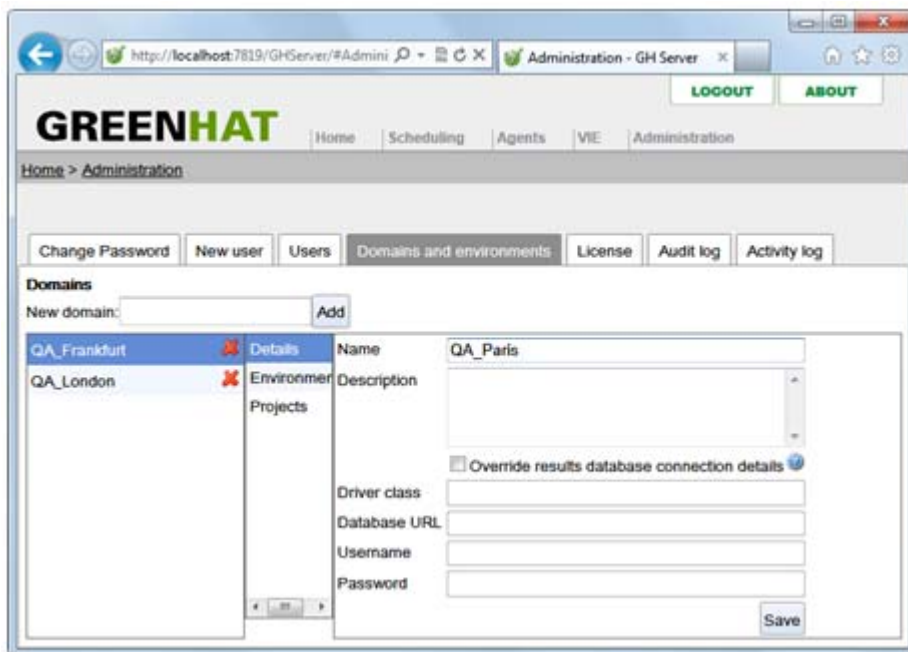 http://localhost:7819/GHServer/#Admini
Administration - GH Server
LOGOUT ABOUT
GREENHAT
Home Scheduling Agents VIE Administration
Home > Administration
Change Password New user Users Domains and environments License Audit log Activity log
Domains
New domain: Add
QA_Frankfurt Details Name QA_Paris
QA_London Environmer Description
Projects
Override results database connection details
Driver class
Database URL
Username
Password
Save